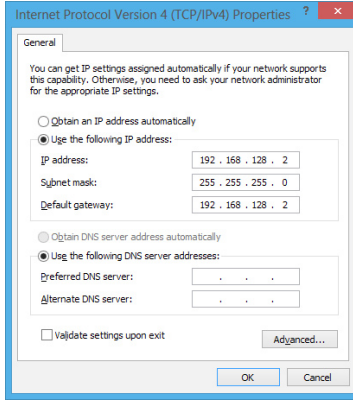 Internet Protocol Version 4 (TCP/IPv4) Properties ? ×
General
You can get IP settings assigned automatically if your network supports
this capability. Otherwise, you need to ask your network administrator
for the appropriate IP settings.
Obtain an IP address automatically
Use the following IP address:
IP address: 192 . 168 . 128 . 2
Subnet mask: 255 . 255 . 255 . 0
Default gateway: 192 . 168 . 128 . 2
Obtain DNS server address automatically
Use the following DNS server addresses:
Preferred DNS server: . . .
Alternate DNS server: . . .
Validate settings upon exit
Advanced...
OK Cancel